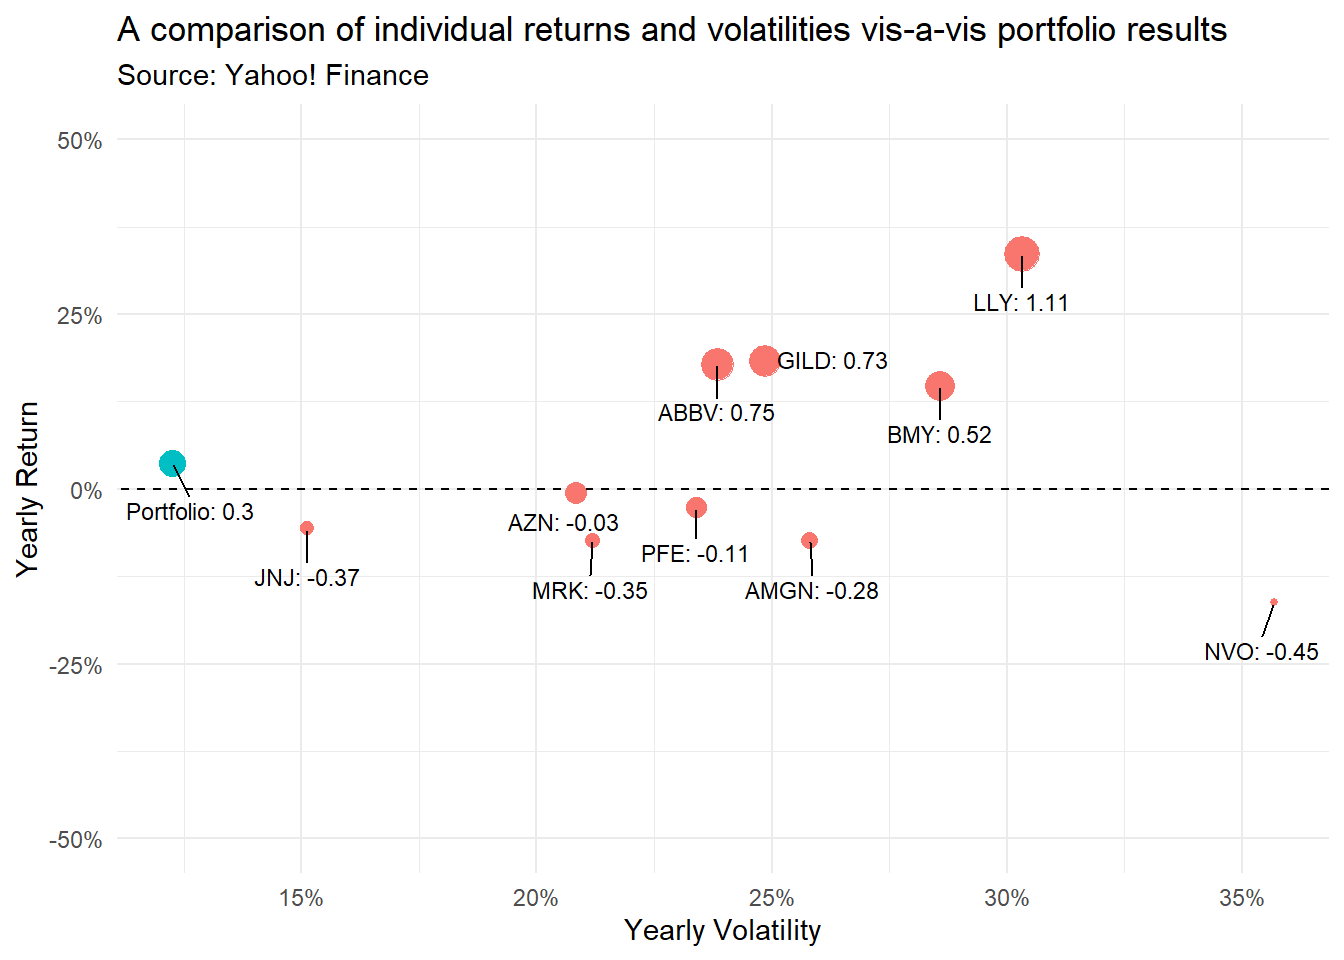 A comparison of individual returns and volatilities vis-a-vis portfolio results
Source: Yahoo! Finance
50%
25%
0%
-25%
-50%
Yearly Return
LLY: 1.11
GILD: 0.73
ABBV: 0.75
BMY: 0.52
Portfolio: 0.3
AZN: -0.03
PFE: -0.11
JNJ: -0.37
MRK: -0.35
AMGN: -0.28
NVO: -0.45
15%
20%
25%
30%
35%
Yearly Volatility